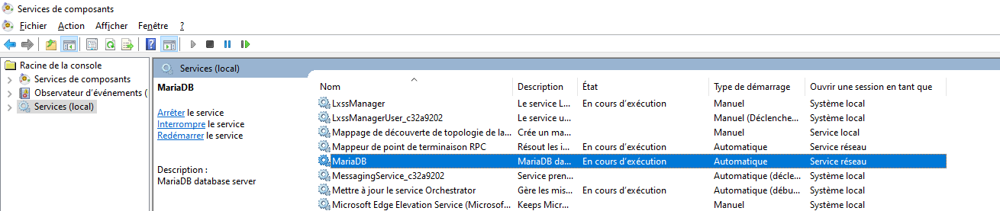 Services de composants
Fichier Action Afficher Fenêtre ?
Racine de la console
Services de composants
Observateur d'événements (
Services (local)
Services (local)
MariaDB
Arrêter le service
Interrompre le service
Redémarrer le service
Description :
MariaDB database server
Nom Description État Type de démarrage Ouvrir une session en tant que
LxssManager Le service L... En cours d'exécution Manuel Système local
LxssManagerUser_c32a9202 Le service u... Manuel (Déclenche... Système local
Mappage de découverte de topologie de la... Crée un ma... Manuel Service local
Mappeur de point de terminaison RPC Résout les i... En cours d'exécution Automatique Service réseau
MariaDB MariaDB da... En cours d'exécution Automatique Service réseau
MessagingService_c32a9202 Service pren... Automatique (décle... Système local
Mettre à jour le service Orchestrator Gère les mis... En cours d'exécution Automatique (débu... Système local
Microsoft Edge Elevation Service (Microsof... Keeps Micr... Manuel Système local